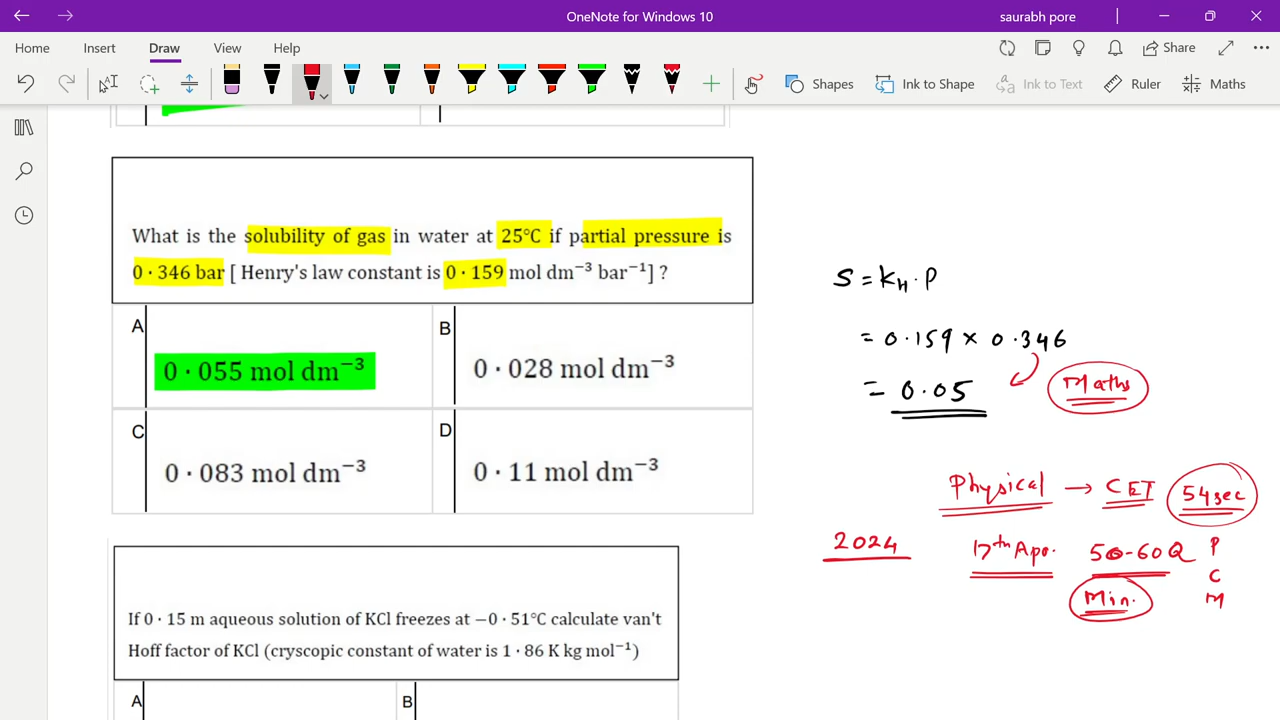 OneNote for Windows 10
saurabh pore
Home Insert Draw View Help
Share
Shapes
Ink to Shape
Ink to Text
Ruler
Maths
What is the solubility of gas in water at 25°C if partial pressure is
0·346 bar [ Henry's law constant is 0·159 mol dm⁻³ bar⁻¹] ?
A
0·055 mol dm⁻³
B
0·028 mol dm⁻³
C
0·083 mol dm⁻³
D
0·11 mol dm⁻³
S = KH·P
= 0.159 × 0.346
= 0.05
Maths
Physical → CET 54sec
2024 17th Apr. 50-60Q P
C
Min. M
If 0·15 m aqueous solution of KCl freezes at −0·51°C calculate van't
Hoff factor of KCl (cryscopic constant of water is 1·86 K kg mol⁻¹)
A
B